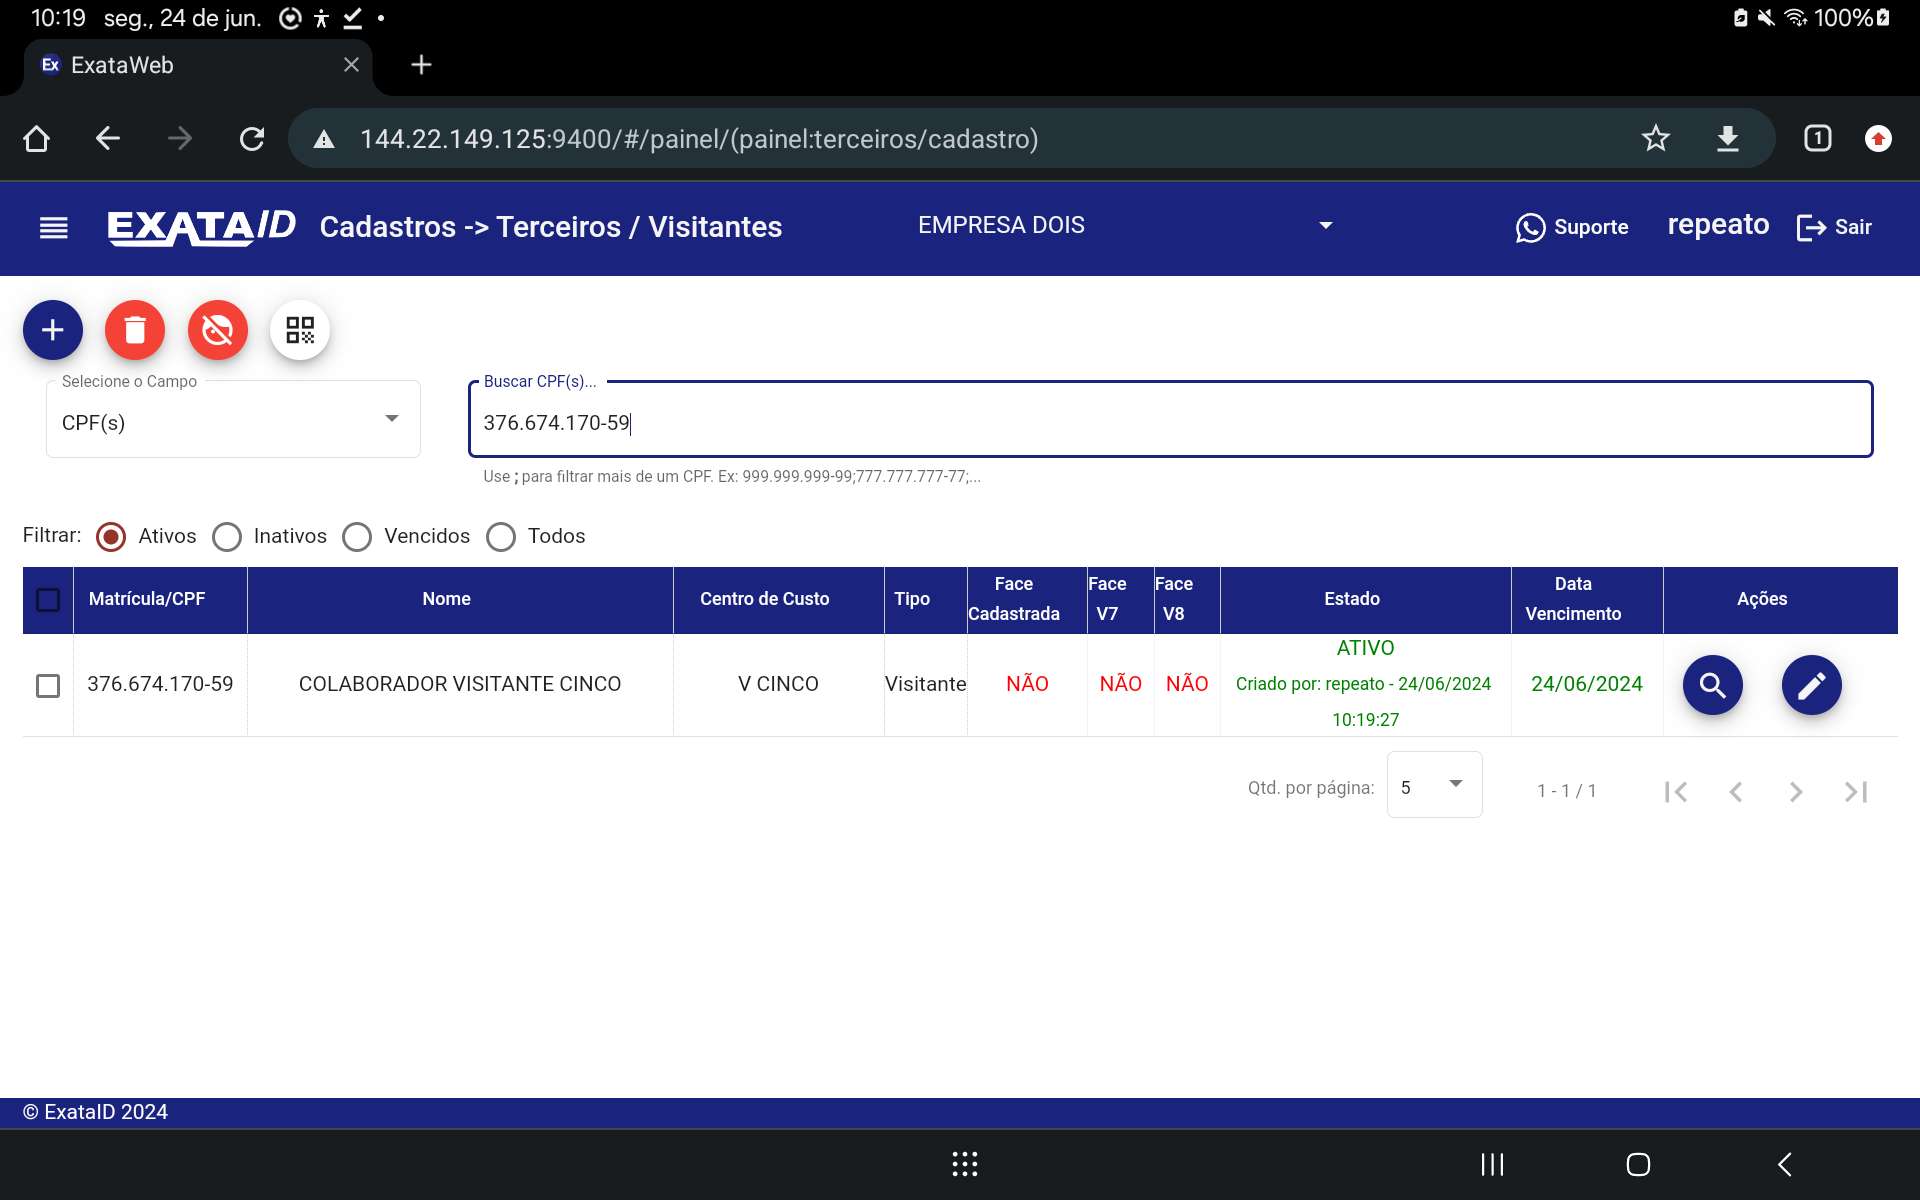 10:19 seg., 24 de jun. 100%
Ex ExataWeb
144.22.149.125:9400/#/painel/(painel:terceiros/cadastro) 1
EXATAID Cadastros -> Terceiros / Visitantes EMPRESA DOIS Suporte repeato Sair
Selecione o Campo Buscar CPF(s)...
CPF(s) 376.674.170-59
Use ; para filtrar mais de um CPF. Ex: 999.999.999-99;777.777.777-77;...
Filtrar: Ativos Inativos Vencidos Todos
Matrícula/CPF Nome Centro de Custo Tipo Face Cadastrada Face V7 Face V8 Estado Data Vencimento Ações
376.674.170-59 COLABORADOR VISITANTE CINCO V CINCO Visitante NÃO NÃO NÃO ATIVO Criado por: repeato - 24/06/2024 10:19:27 24/06/2024
Qtd. por página: 5 1 - 1 / 1
© ExataID 2024